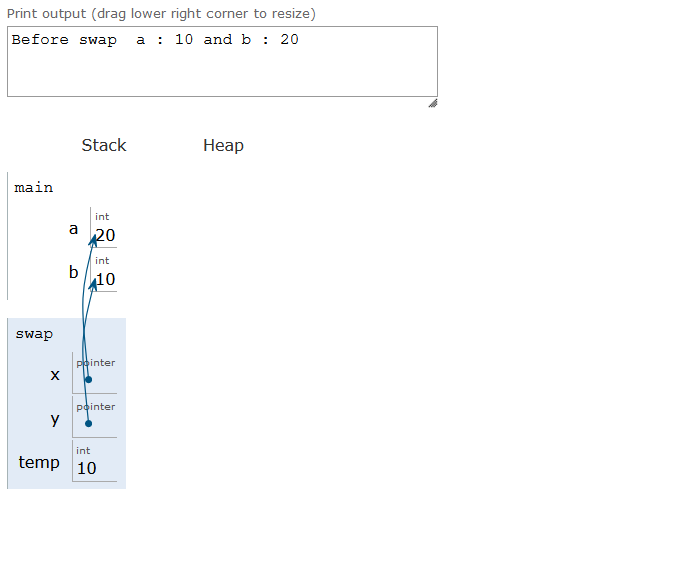 Print output (drag lower right corner to resize)
Before swap  a : 10 and b : 20
Stack Heap
main
int
a 20
int
b 10
swap
pointer
x
pointer
y
int
temp 10